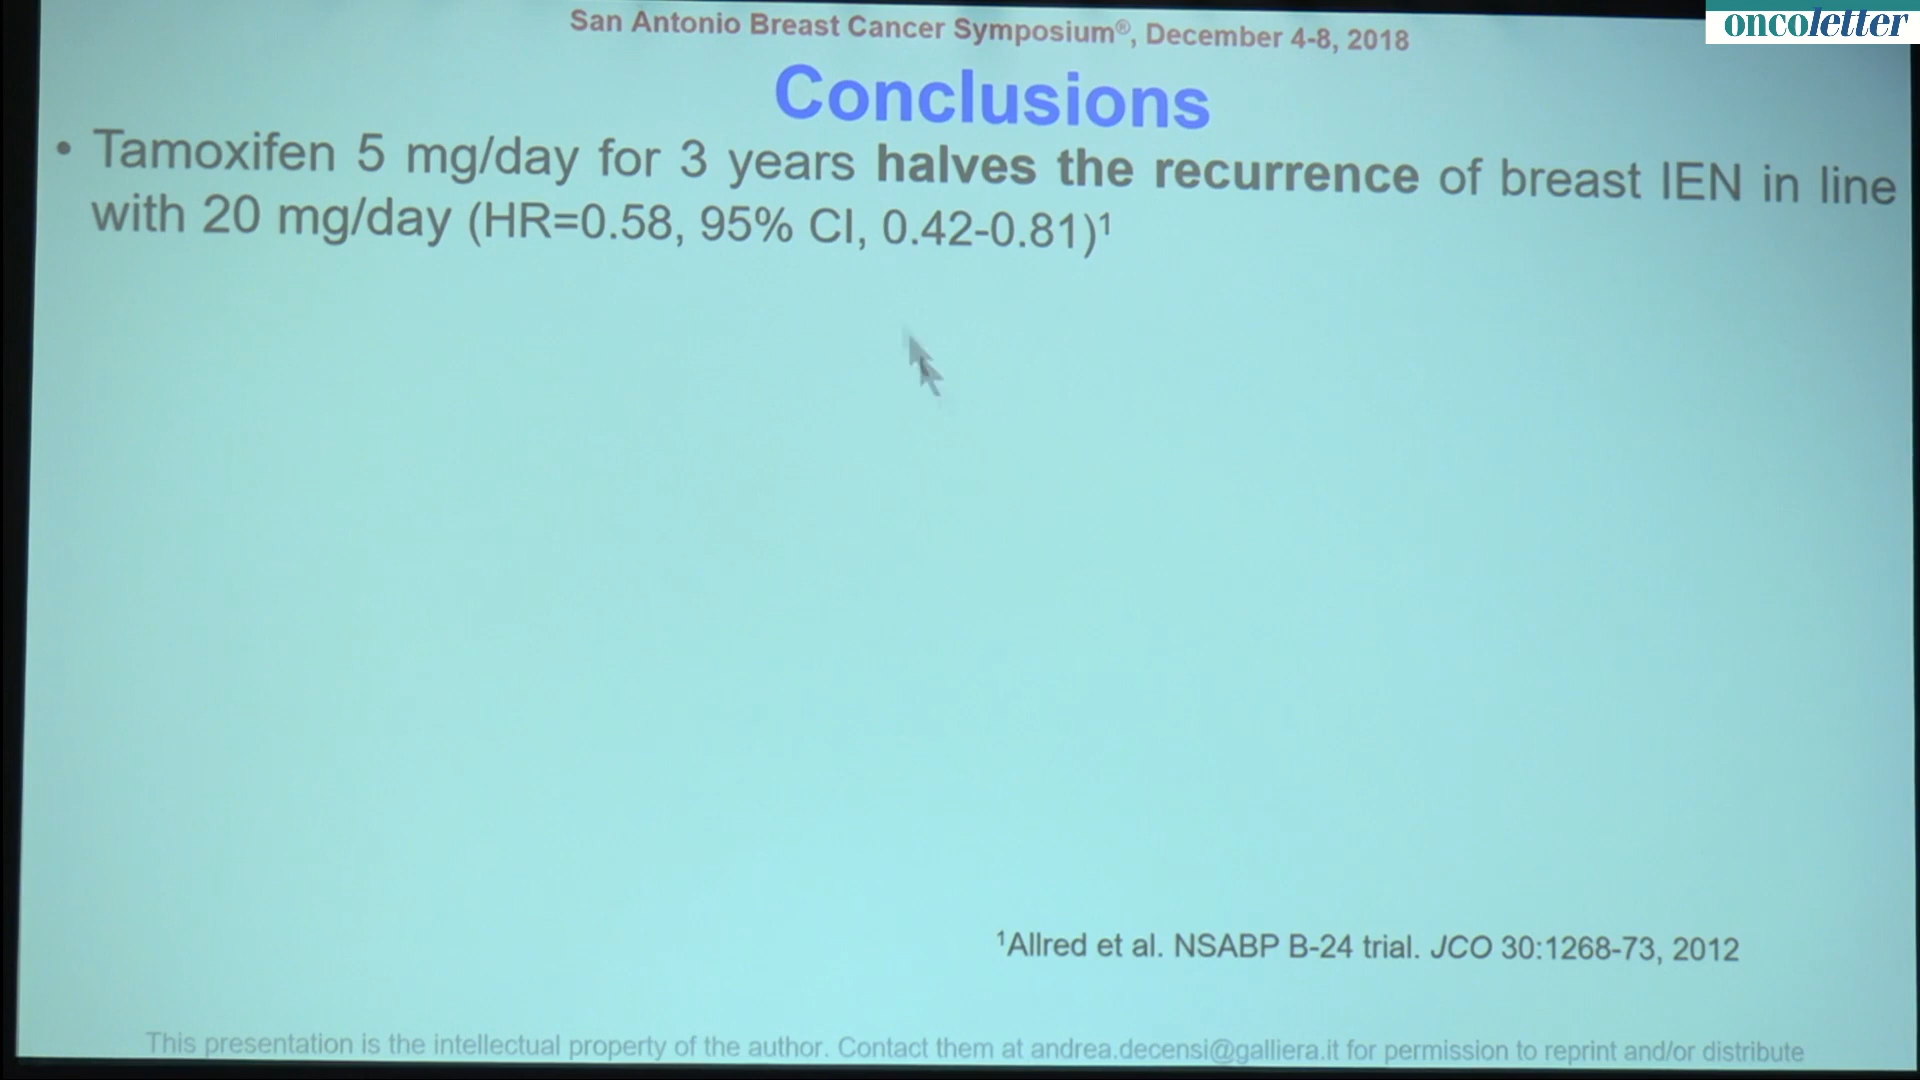 oncoletter
San Antonio Breast Cancer Symposium®, December 4-8, 2018
Conclusions
• Tamoxifen 5 mg/day for 3 years halves the recurrence of breast IEN in line
with 20 mg/day (HR=0.58, 95% CI, 0.42-0.81)¹
¹Allred et al. NSABP B-24 trial. JCO 30:1268-73, 2012
This presentation is the intellectual property of the author. Contact them at andrea.decensi@galliera.it for permission to reprint and/or distribute